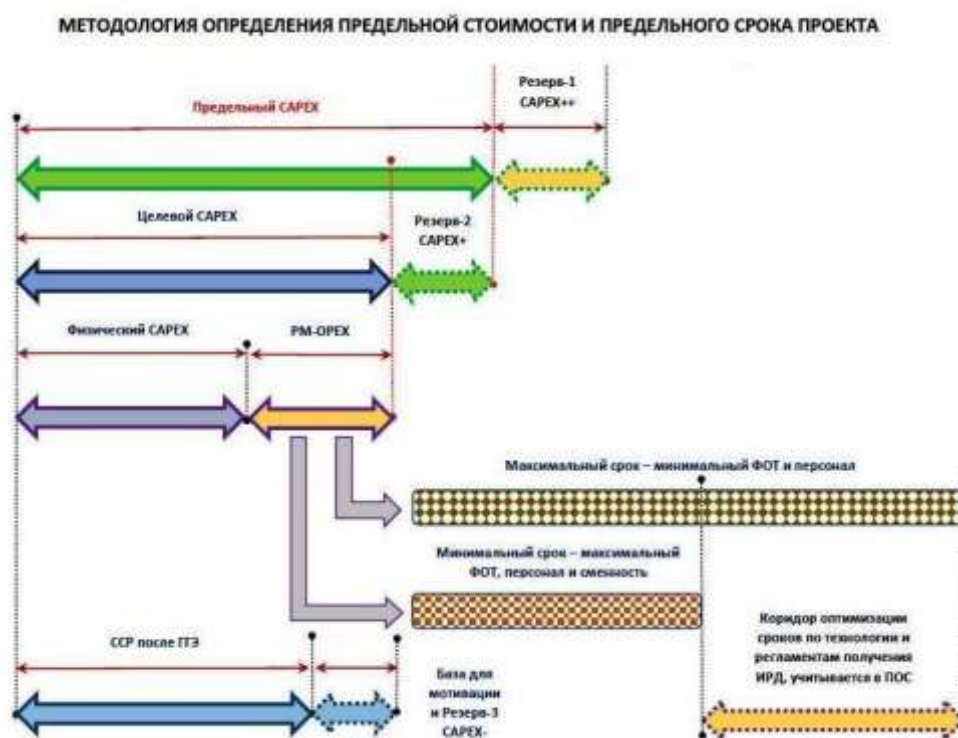 МЕТОДОЛОГИЯ ОПРЕДЕЛЕНИЯ ПРЕДЕЛЬНОЙ СТОИМОСТИ И ПРЕДЕЛЬНОГО СРОКА ПРОЕКТА
Резерв-1
CAPEX++
Предельный CAPEX
Целевой CAPEX
Резерв-2
CAPEX+
Физический CAPEX
PM-OPEX
Максимальный срок – минимальный ФОТ и персонал
Минимальный срок – максимальный
ФОТ, персонал и сменность
ССР после ГГЭ
База для
мотивации
и Резерв-3
CAPEX-
Коридор оптимизации
сроков по технологии и
регламентам получения
ИРД, учитывается в ПОС